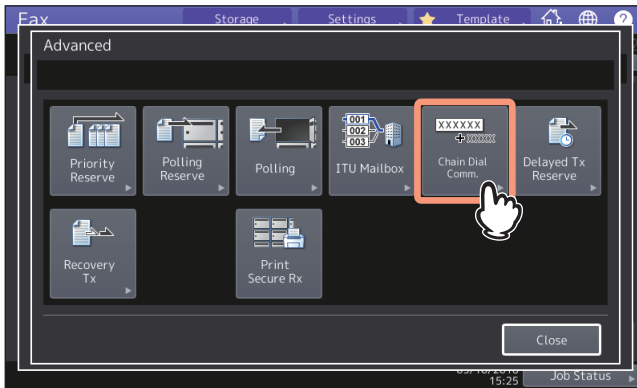 Fax
Storage
Settings
Template
?
Advanced
Priority
Reserve
Polling
Reserve
Polling
001
002
003
ITU Mailbox
XXXXXX
+XXXXXXX
Chain Dial
Comm.
Delayed Tx
Reserve
Recovery
Tx
Print
Secure Rx
Close
15:25
Job Status